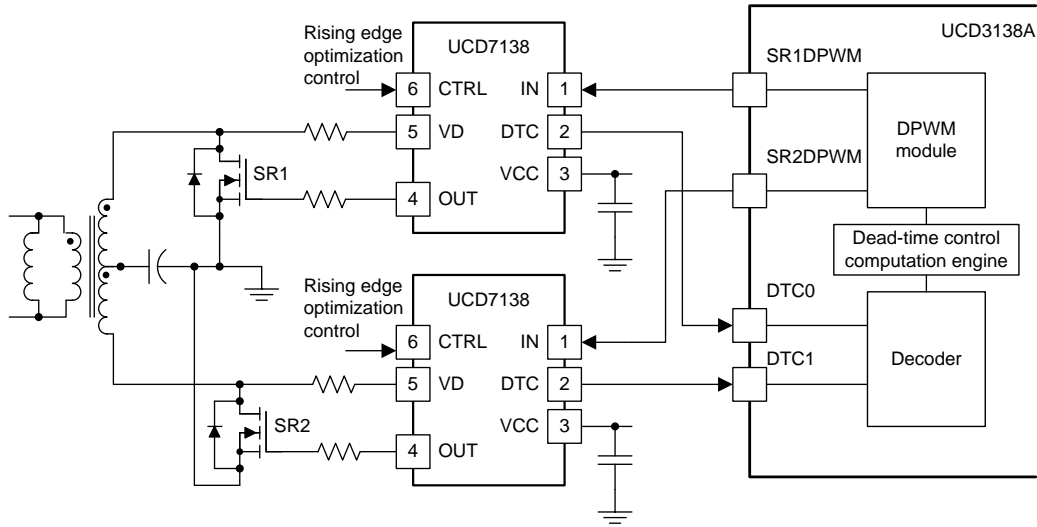 UCD3138A
Rising edge
optimization
control
UCD7138
6 CTRL IN 1
5 VD DTC 2
VCC 3
4 OUT
SR1
SR1DPWM
SR2DPWM
DPWM
module
Dead-time control
computation engine
DTC0
DTC1
Decoder
Rising edge
optimization
control
UCD7138
6 CTRL IN 1
5 VD DTC 2
VCC 3
4 OUT
SR2